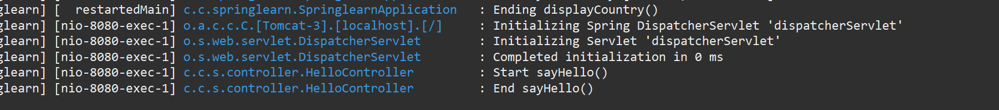 glearn] [  restartedMain] c.c.springlearn.SpringlearnApplication   : Ending displayCountry()
glearn] [nio-8080-exec-1] o.a.c.c.C.[Tomcat-3].[localhost].[/]     : Initializing Spring DispatcherServlet 'dispatcherServlet'
glearn] [nio-8080-exec-1] o.s.web.servlet.DispatcherServlet        : Initializing Servlet 'dispatcherServlet'
glearn] [nio-8080-exec-1] o.s.web.servlet.DispatcherServlet        : Completed initialization in 0 ms
glearn] [nio-8080-exec-1] c.c.s.controller.HelloController         : Start sayHello()
glearn] [nio-8080-exec-1] c.c.s.controller.HelloController         : End sayHello()